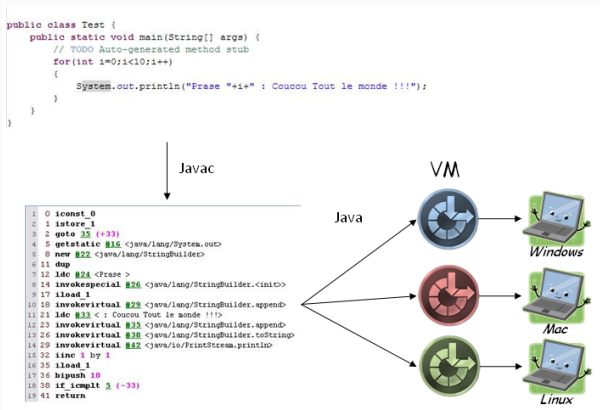 public class Test {
public static void main(String[] args) {
// TODO Auto-generated method stub
for(int i=0;i<10;i++)
{
System.out.println("Prase "+i+" : Coucou Tout le monde !!!");
}
}
}
Javac
VM
Java
1 0 iconst_0
2 1 istore_1
3 2 goto 35 (+33)
4 5 getstatic #16 <java/lang/System.out>
5 8 new #22 <java/lang/StringBuilder>
6 11 dup
7 12 ldc #24 <Prase >
8 14 invokespecial #26 <java/lang/StringBuilder.<init>>
9 17 iload_1
10 18 invokevirtual #29 <java/lang/StringBuilder.append>
11 21 ldc #33 < : Coucou Tout le monde !!!>
12 23 invokevirtual #35 <java/lang/StringBuilder.append>
13 26 invokevirtual #38 <java/lang/StringBuilder.toString>
14 29 invokevirtual #42 <java/io/PrintStream.println>
15 32 iinc 1 by 1
16 35 iload_1
17 36 bipush 10
18 38 if_icmplt 5 (-33)
19 41 return
Windows
Mac
Linux